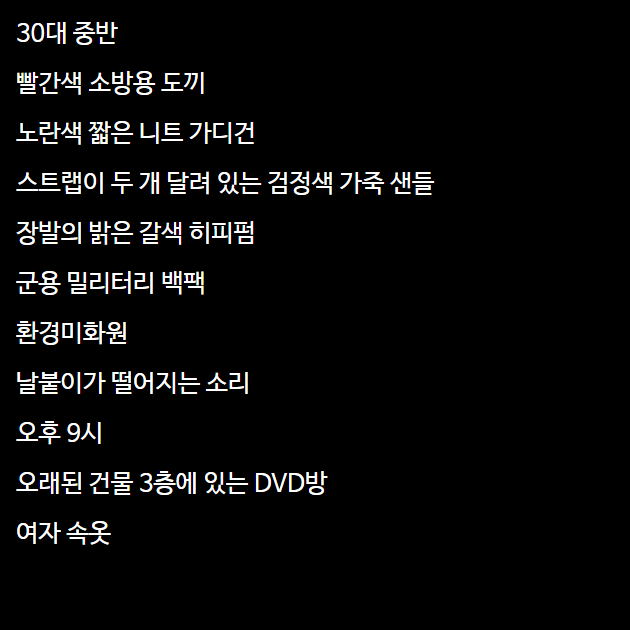 30대 중반
빨간색 소방용 도끼
노란색 짧은 니트 가디건
스트랩이 두 개 달려 있는 검정색 가죽 샌들
장발의 밝은 갈색 히피펌
군용 밀리터리 백팩
환경미화원
날붙이가 떨어지는 소리
오후 9시
오래된 건물 3층에 있는 DVD방
여자 속옷